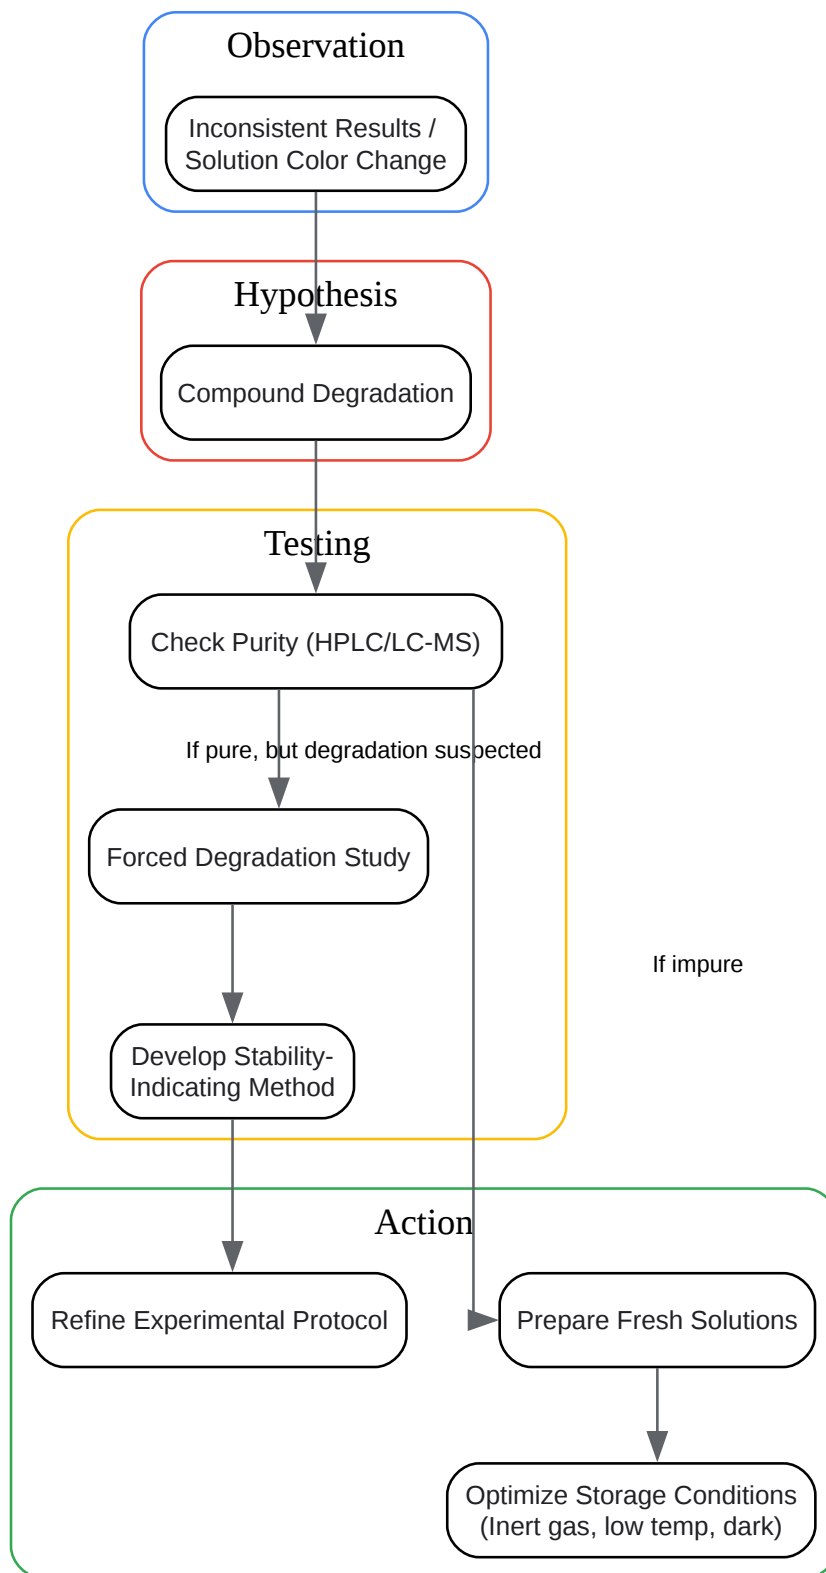 Observation
Inconsistent Results /
Solution Color Change
Hypothesis
Compound Degradation
Testing
Check Purity (HPLC/LC-MS)
If pure, but degradation suspected
Forced Degradation Study
If impure
Develop Stability-
Indicating Method
Action
Refine Experimental Protocol
Prepare Fresh Solutions
Optimize Storage Conditions
(Inert gas, low temp, dark)